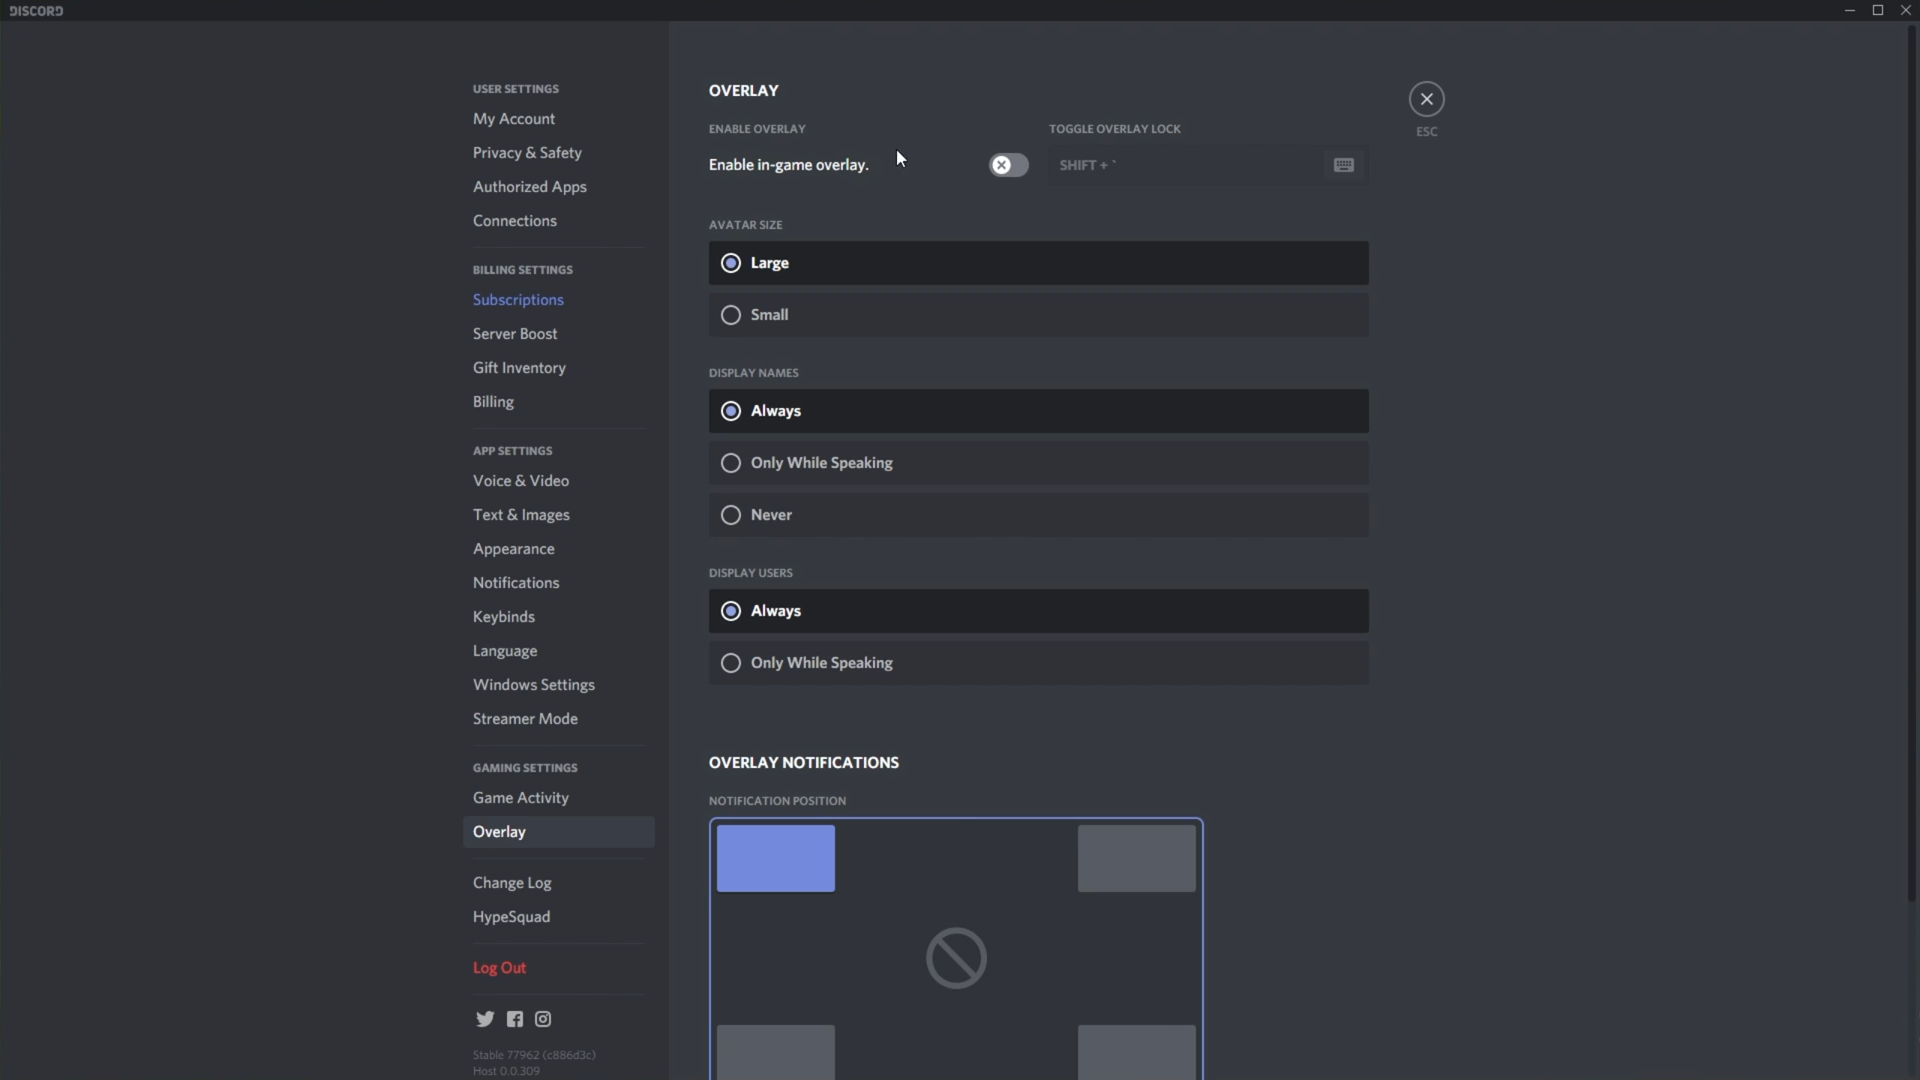 DISCORD
USER SETTINGS
My Account
Privacy & Safety
Authorized Apps
Connections
BILLING SETTINGS
Subscriptions
Server Boost
Gift Inventory
Billing
APP SETTINGS
Voice & Video
Text & Images
Appearance
Notifications
Keybinds
Language
Windows Settings
Streamer Mode
GAMING SETTINGS
Game Activity
Overlay
Change Log
HypeSquad
Log Out
Stable 77962 (c886d3c)
Host 0.0.309
OVERLAY
ENABLE OVERLAY
Enable in-game overlay.
TOGGLE OVERLAY LOCK
SHIFT + `
ESC
AVATAR SIZE
Large
Small
DISPLAY NAMES
Always
Only While Speaking
Never
DISPLAY USERS
Always
Only While Speaking
OVERLAY NOTIFICATIONS
NOTIFICATION POSITION